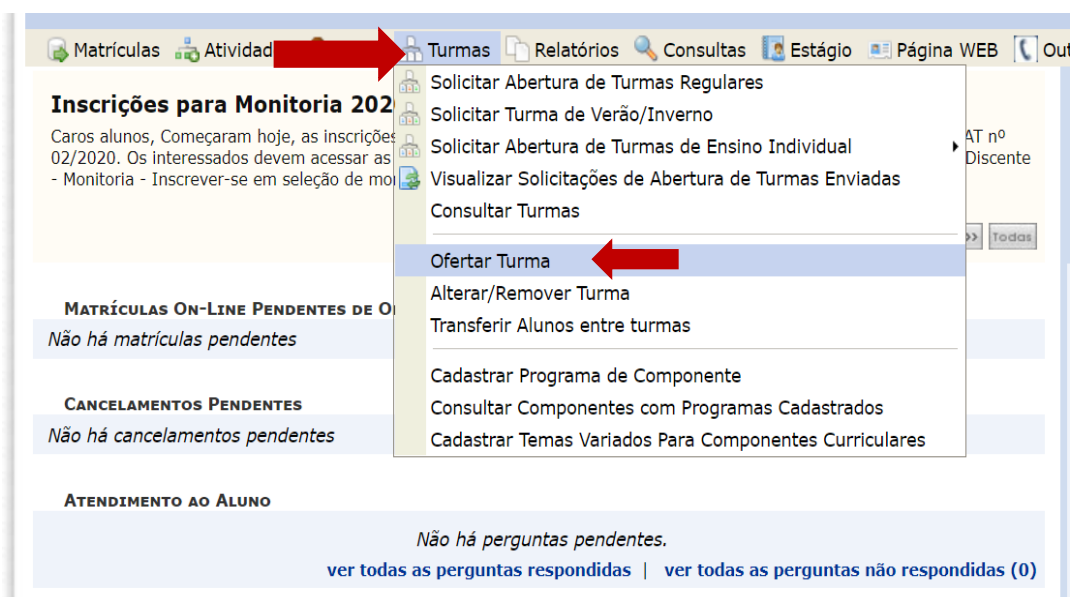 Matrículas Atividad Turmas Relatórios Consultas Estágio Página WEB Out
Solicitar Abertura de Turmas Regulares
Solicitar Turma de Verão/Inverno
Solicitar Abertura de Turmas de Ensino Individual
Visualizar Solicitações de Abertura de Turmas Enviadas
Consultar Turmas
Ofertar Turma
Alterar/Remover Turma
Transferir Alunos entre turmas
Cadastrar Programa de Componente
Consultar Componentes com Programas Cadastrados
Cadastrar Temas Variados Para Componentes Curriculares
Inscrições para Monitoria 202
Caros alunos, Começaram hoje, as inscrições AT nº
02/2020. Os interessados devem acessar as Discente
- Monitoria - Inscrever-se em seleção de mo
>> Todas
Matrículas On-Line Pendentes de O
Não há matrículas pendentes
Cancelamentos Pendentes
Não há cancelamentos pendentes
Atendimento ao Aluno
Não há perguntas pendentes.
ver todas as perguntas respondidas | ver todas as perguntas não respondidas (0)